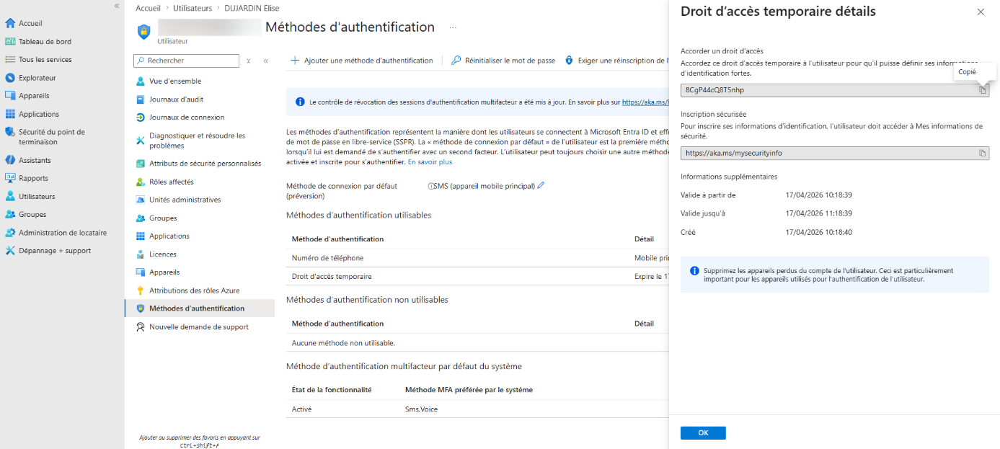 Accueil
Tableau de bord
Tous les services
Explorateur
Appareils
Applications
Sécurité du point de
terminaison
Assistants
Rapports
Utilisateurs
Groupes
Administration de locataire
Dépannage + support
Accueil > Utilisateurs > DUJARDIN Elise
Méthodes d'authentification ...
Utilisateur
Rechercher
Vue d'ensemble
Journaux d'audit
Journaux de connexion
Diagnostiquer et résoudre les
problèmes
Attributs de sécurité personnalisés
Rôles affectés
Unités administratives
Groupes
Applications
Licences
Appareils
Attributions des rôles Azure
Méthodes d'authentification
Nouvelle demande de support
Ajouter ou supprimer des favoris en appuyant sur
Ctrl+Shift+F
Ajouter une méthode d'authentification
Réinitialiser le mot de passe
Exiger une réinscription de
Le contrôle de révocation des sessions d'authentification multifacteur a été mis à jour. En savoir plus sur https://aka.ms/
Les méthodes d'authentification représentent la manière dont les utilisateurs se connectent à Microsoft Entra ID et
de mot de passe en libre-service (SSPR). La « méthode de connexion par défaut » de l'utilisateur est la première
lorsqu'il lui est demandé de s'authentifier avec un second facteur. L'utilisateur peut toujours choisir une autre
activée et inscrite pour s'authentifier. En savoir plus
Méthode de connexion par défaut
(préversion)
SMS (appareil mobile principal)
Méthodes d'authentification utilisables
Méthode d'authentification Détail
Numéro de téléphone Mobile
Droit d'accès temporaire Expire le
Méthodes d'authentification non utilisables
Méthode d'authentification Détail
Aucune méthode non utilisable.
Méthode d'authentification multifacteur par défaut du système
État de la fonctionnalité Méthode MFA préférée par le système
Activé Sms,Voice
Droit d'accès temporaire détails
Accorder un droit d'accès
Accordez ce droit d'accès temporaire à l'utilisateur pour qu'il puisse définir ses informations
d'identification fortes.
Copié
8CgP44cQ8T5nhp
Inscription sécurisée
Pour inscrire ses informations d'identification, l'utilisateur doit accéder à Mes informations de
sécurité.
https://aka.ms/mysecurityinfo
Informations supplémentaires
Valide à partir de 17/04/2026 10:18:39
Valide jusqu'à 17/04/2026 11:18:39
Créé 17/04/2026 10:18:40
Supprimez les appareils perdus du compte de l'utilisateur. Ceci est particulièrement
important pour les appareils utilisés pour l'authentification de l'utilisateur.
OK